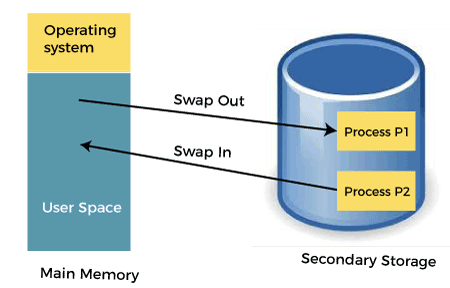 Operating
system
Swap Out
Process P1
Swap In
Process P2
User Space
Secondary Storage
Main Memory